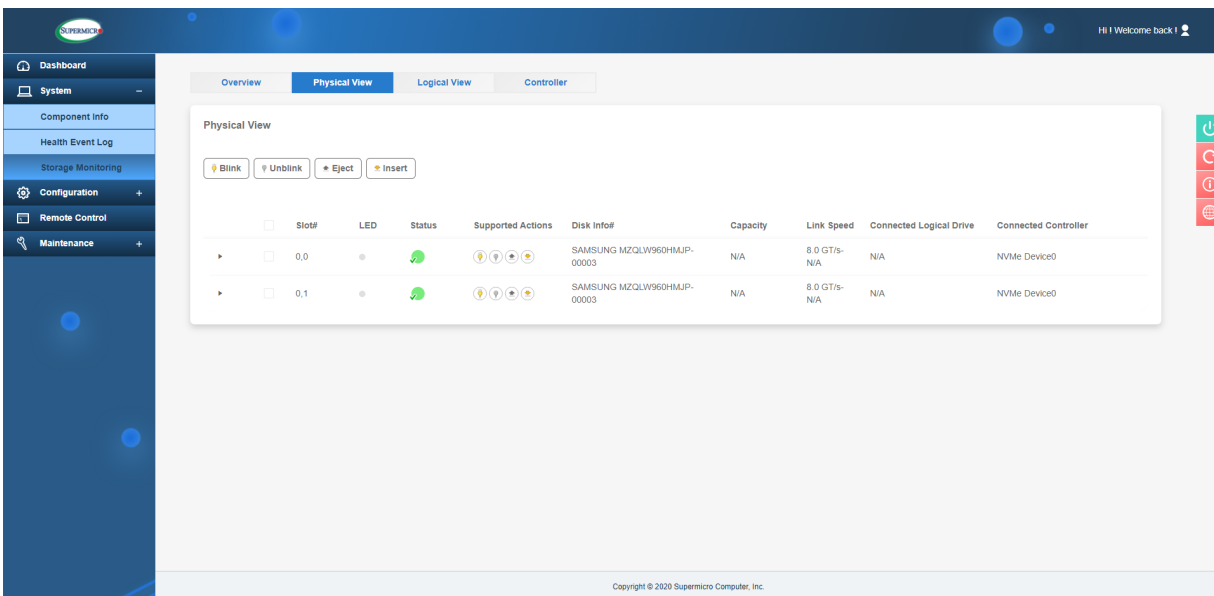 SUPERMICRO
Hi ! Welcome back !
Dashboard
System −
Component Info
Health Event Log
Storage Monitoring
Configuration +
Remote Control
Maintenance +
Overview Physical View Logical View Controller
Physical View
Blink Unblink Eject Insert
Slot# LED Status Supported Actions Disk Info# Capacity Link Speed Connected Logical Drive Connected Controller
0,0 SAMSUNG MZQLW960HMJP- N/A 8.0 GT/s- N/A NVMe Device0
00003 N/A
0,1 SAMSUNG MZQLW960HMJP- N/A 8.0 GT/s- N/A NVMe Device0
00003 N/A
Copyright © 2020 Supermicro Computer, Inc.